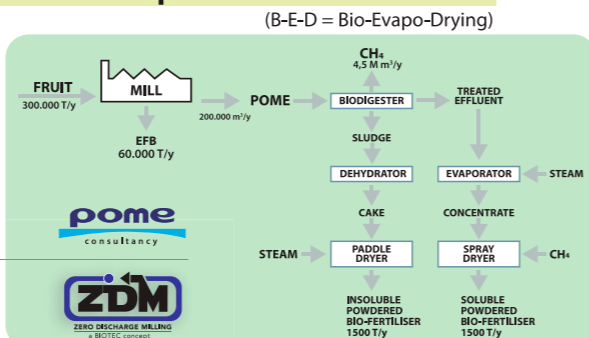 (B-E-D = Bio-Evapo-Drying)
CH₄
4,5 M m³/y
FRUIT
300.000 T/y
MILL
200.000 m³/y
POME
BIODIGESTER
TREATED
EFFLUENT
EFB
60.000 T/y
SLUDGE
DEHYDRATOR
EVAPORATOR
STEAM
CAKE
CONCENTRATE
pome
consultancy
STEAM
PADDLE
DRYER
SPRAY
DRYER
CH₄
ZDM
ZERO DISCHARGE MILLING
a BIOTEC concept
INSOLUBLE
POWDERED
BIO-FERTILISER
1500 T/y
SOLUBLE
POWDERED
BIO-FERTILISER
1500 T/y